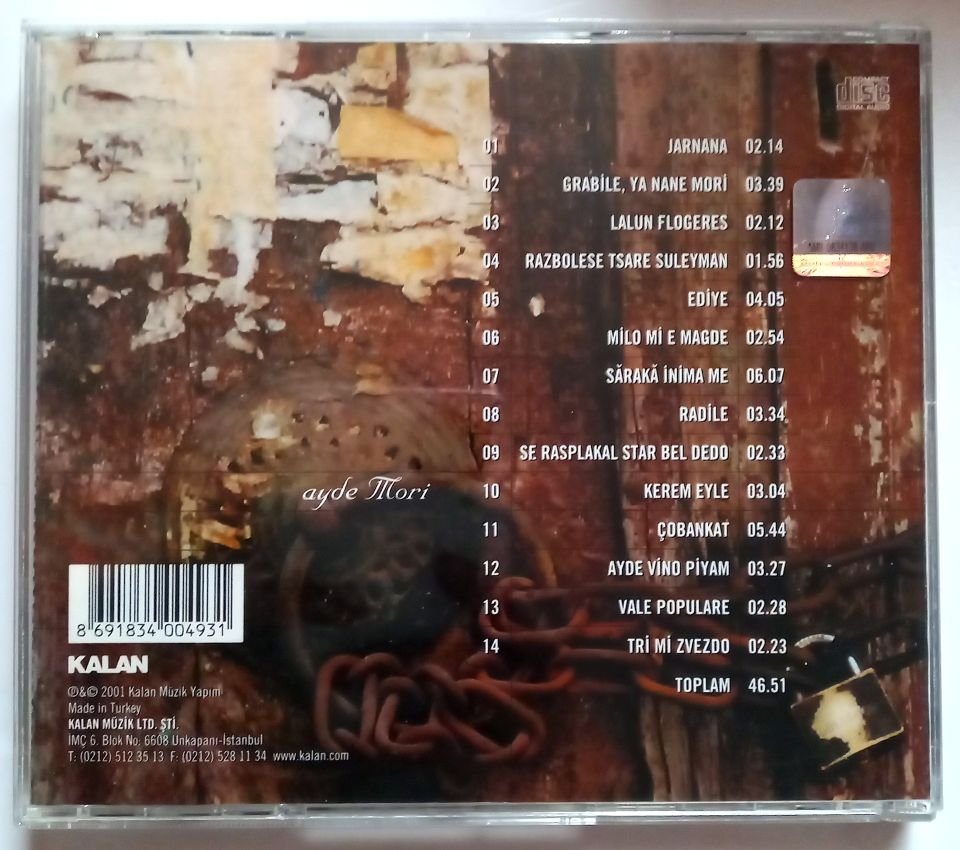 COMPACT
disc
DIGITAL AUDIO
01 JARNANA 02.14
02 GRABİLE, YA NANE MORİ 03.39
03 LALUN FLOGERES 02.12
04 RAZBOLESE TSARE SULEYMAN 01.56
05 EDİYE 04.05
06 MİLO Mİ E MAGDE 02.54
07 SĂRAKĂ İNİMA ME 06.07
08 RADİLE 03.34
09 SE RASPLAKAL STAR BEL DEDO 02.33
10 KEREM EYLE 03.04
11 ÇOBANKAT 05.44
12 AYDE VİNO PİYAM 03.27
13 VALE POPULARE 02.28
14 TRİ Mİ ZVEZDO 02.23
TOPLAM 46.51
ayde Mori
8 691834 004931
KALAN
℗&© 2001 Kalan Müzik Yapım
Made in Turkey
KALAN MÜZİK LTD. ŞTİ.
İMÇ 6. Blok No: 6608 Unkapanı-İstanbul
T: (0212) 512 35 13 F: (0212) 528 11 34 www.kalan.com